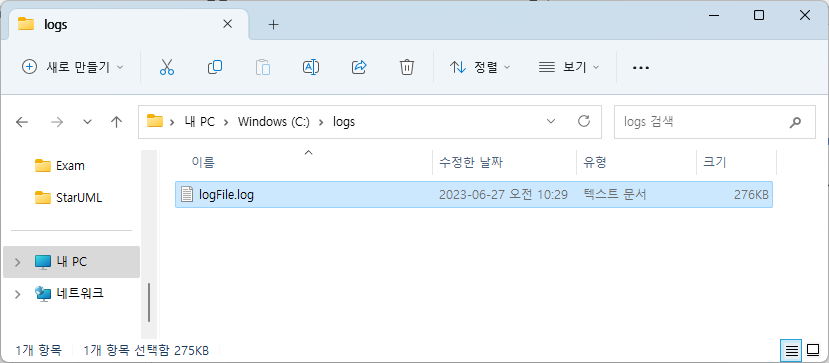 logs
새로 만들기
정렬
보기
내 PC
Windows (C:)
logs
logs 검색
Exam
StarUML
내 PC
네트워크
이름 수정한 날짜 유형 크기
logFile.log 2023-06-27 오전 10:29 텍스트 문서 276KB
1개 항목 1개 항목 선택함 275KB